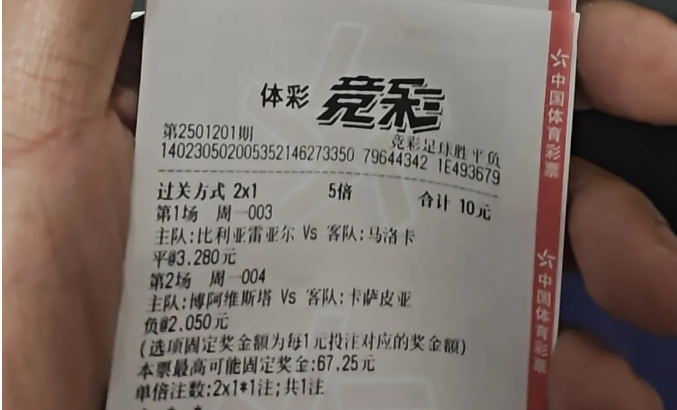 体彩 竞彩
第2501201期
竞彩足球胜平负
140230502005352146273350 79644342 1E493679
过关方式 2x1 5倍 合计 10元
第1场 周一003
主队:比利亚雷亚尔 Vs 客队:马洛卡
平@3.280元
第2场 周一004
主队:博阿维斯塔 Vs 客队:卡萨皮亚
负@2.050元
(选项固定奖金额为每1元投注对应的奖金额)
本票最高可能固定奖金:67.25元
单倍注数:2x1*1注;共1注
中国体育彩票
中国体育彩票